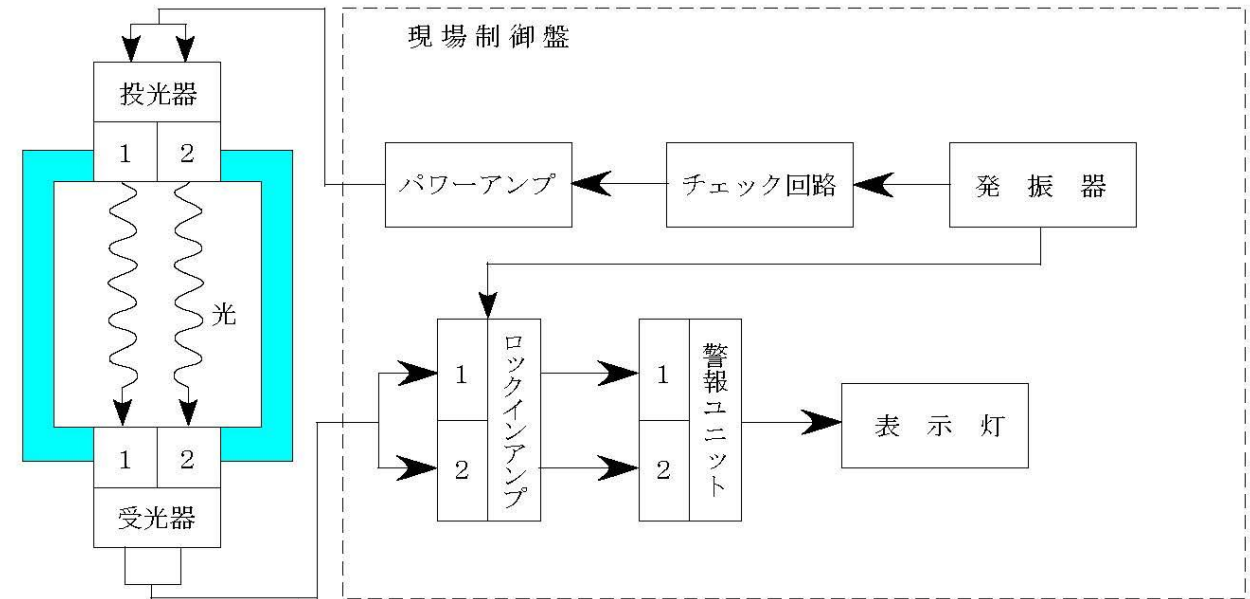 現場制御盤
投光器
1 2
パワーアンプ
チェック回路
発振器
光
1
2
ロックインアンプ
1
2
警報ユニット
表示灯
1 2
受光器